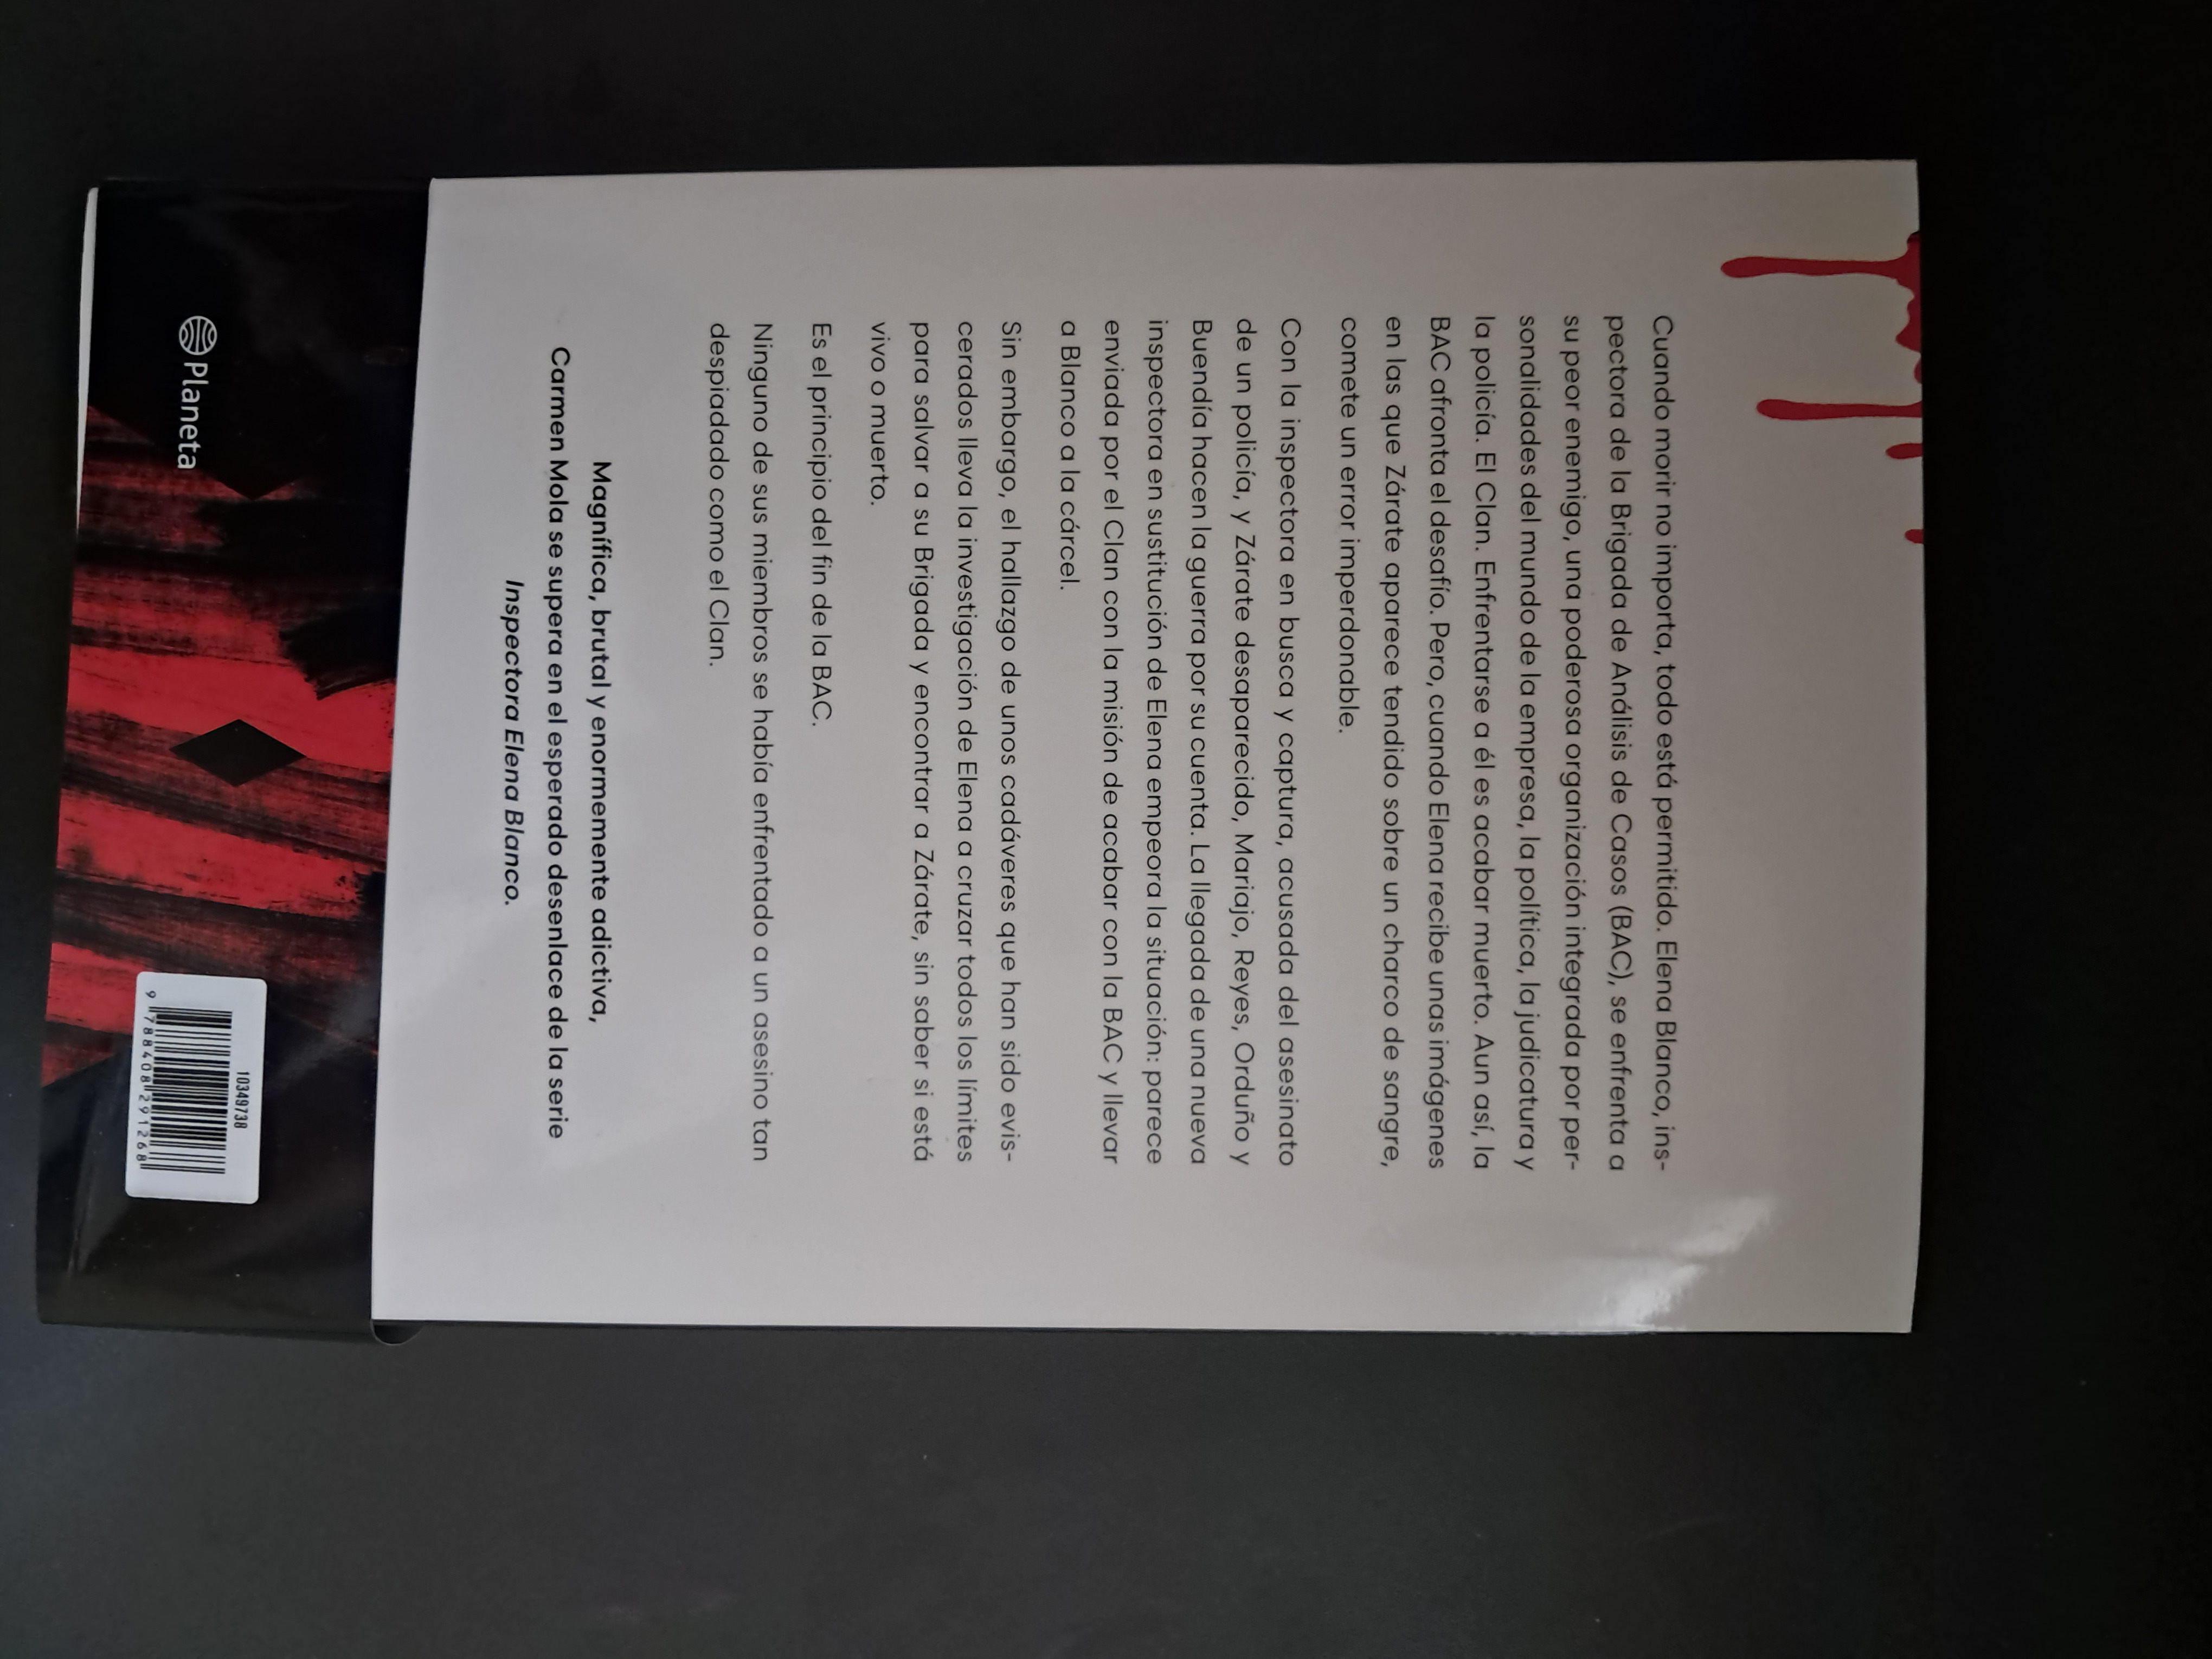 Cuando morir no importa, todo está permitido. Elena Blanco, ins-
pectora de la Brigada de Análisis de Casos (BAC), se enfrenta a
su peor enemigo, una poderosa organización integrada por per-
sonalidades del mundo de la empresa, la política, la judicatura y
la policía. El Clan. Enfrentarse a él es acabar muerto. Aun así, la
BAC afronta el desafío. Pero, cuando Elena recibe unas imágenes
en las que Zárate aparece tendido sobre un charco de sangre,
comete un error imperdonable.
Con la inspectora en busca y captura, acusada del asesinato
de un policía, y Zárate desaparecido, Mariajo, Reyes, Orduño y
Buendía hacen la guerra por su cuenta. La llegada de una nueva
inspectora en sustitución de Elena empeora la situación: parece
enviada por el Clan con la misión de acabar con la BAC y llevar
a Blanco a la cárcel.
Sin embargo, el hallazgo de unos cadáveres que han sido evis-
cerados lleva la investigación de Elena a cruzar todos los límites
para salvar a su Brigada y encontrar a Zárate, sin saber si está
vivo o muerto.
Es el principio del fin de la BAC.
Ninguno de sus miembros se había enfrentado a un asesino tan
despiadado como el Clan.
Magnífica, brutal y enormemente adictiva,
Carmen Mola se supera en el esperado desenlace de la serie
Inspectora Elena Blanco.
Planeta
10349738
9 788408 291268